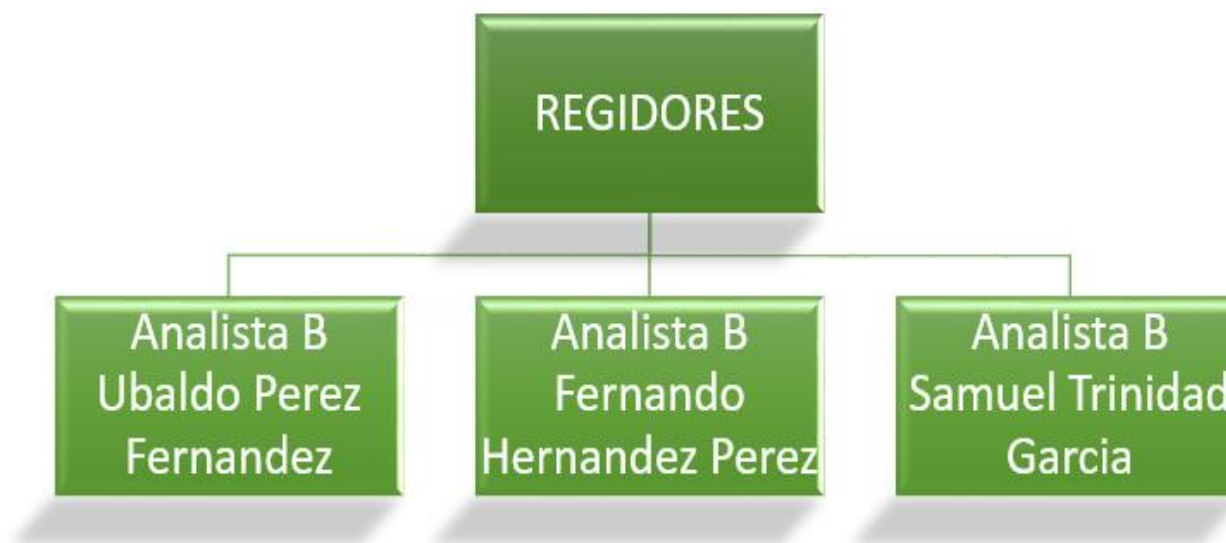 REGIDORES
Analista B
Ubaldo Perez
Fernandez
Analista B
Fernando
Hernandez Perez
Analista B
Samuel Trinidad
Garcia